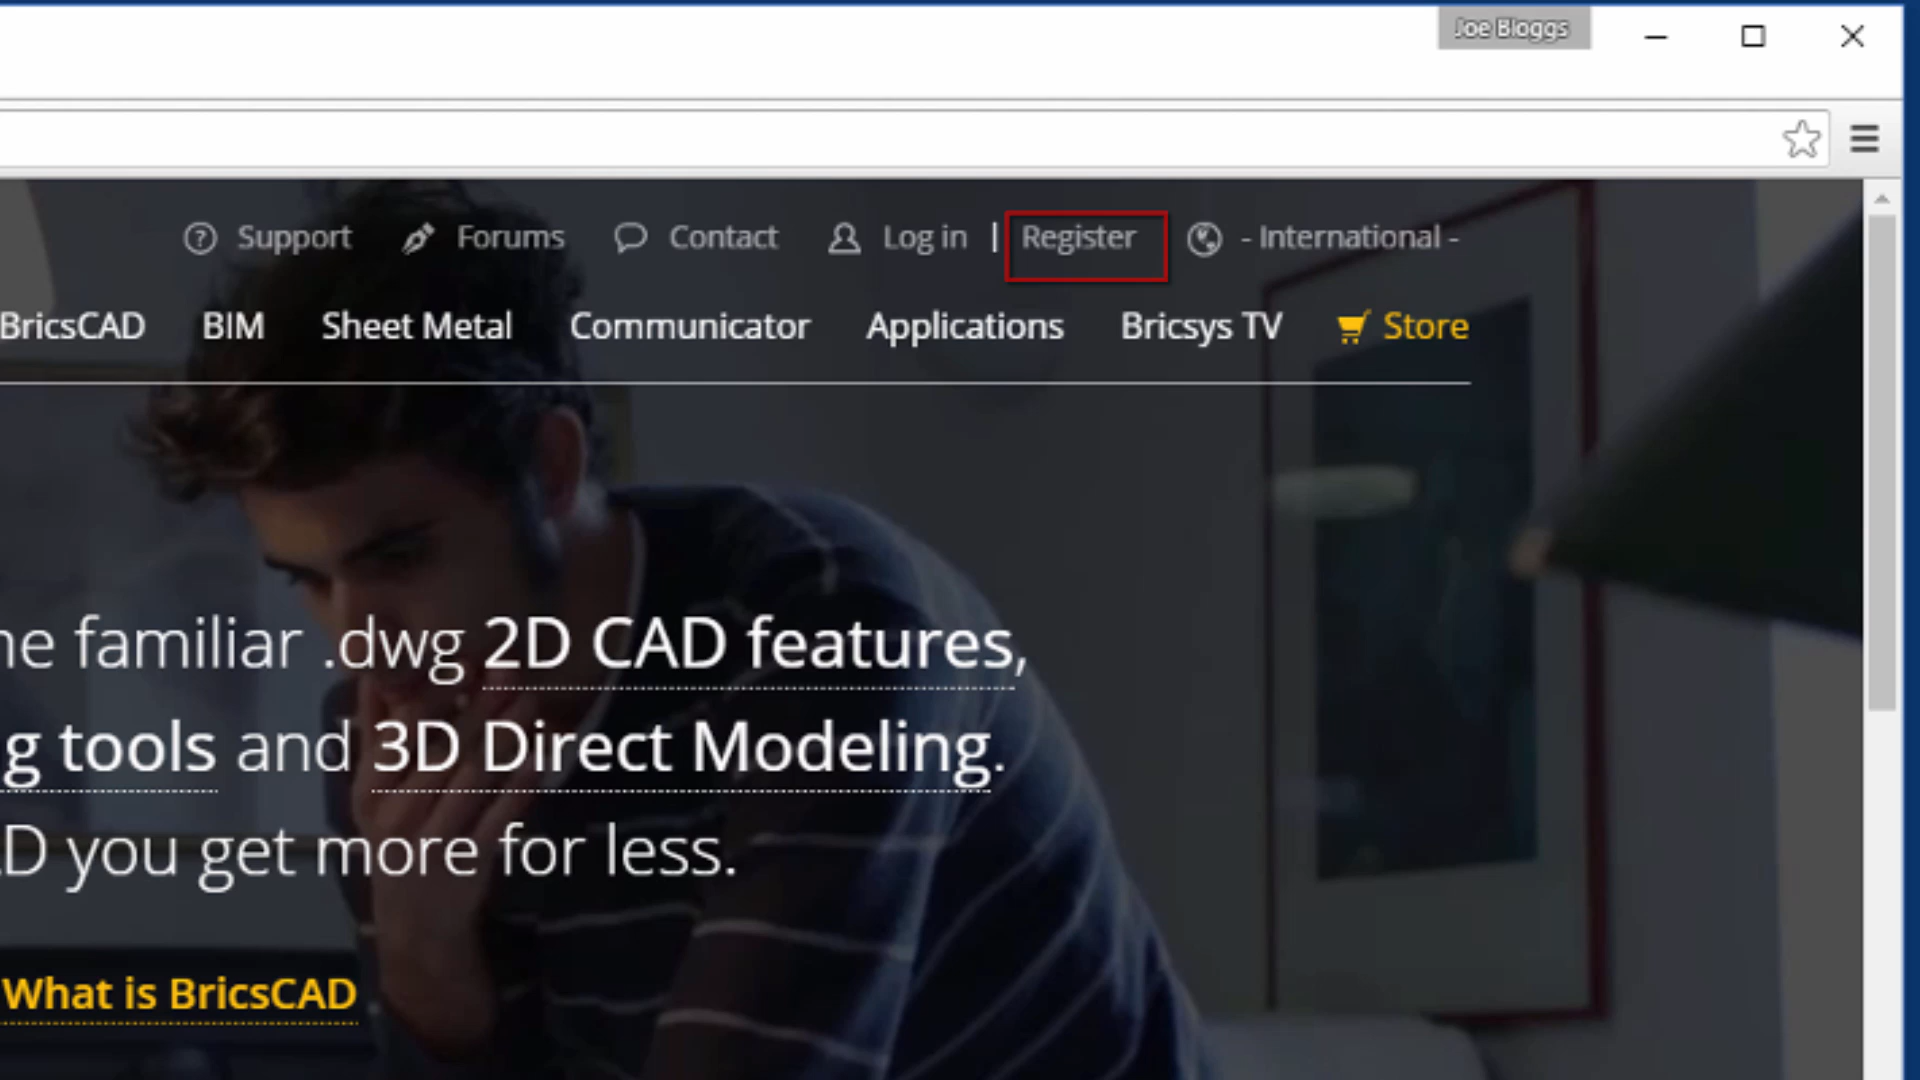 Joe Bloggs
Support Forums Contact Log in | Register - International -
BricsCAD BIM Sheet Metal Communicator Applications Bricsys TV Store
familiar .dwg 2D CAD features,
tools and 3D Direct Modeling.
you get more for less.
What is BricsCAD